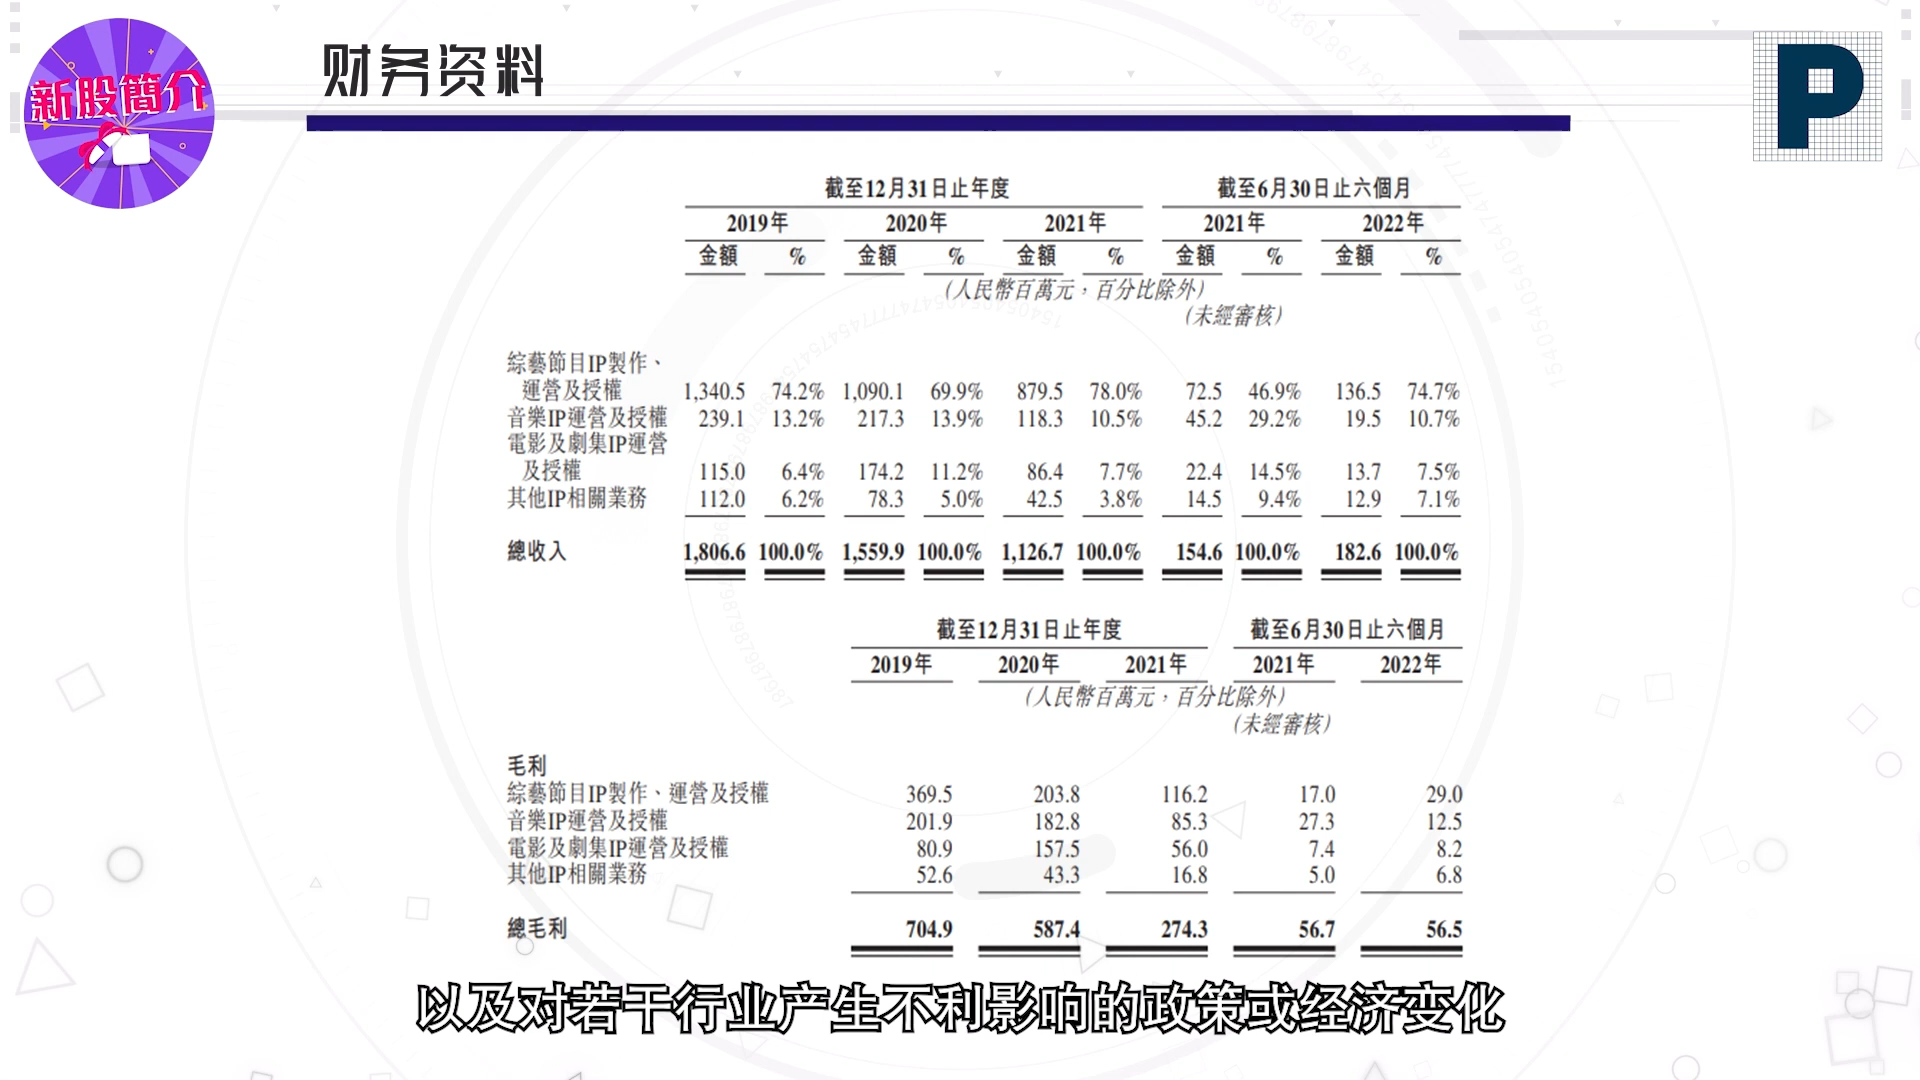 新股簡介
财务资料
P
截至12月31日止年度 截至6月30日止六個月
2019年 2020年 2021年 2021年 2022年
金額 % 金額 % 金額 % 金額 % 金額 %
(人民幣百萬元，百分比除外)
(未經審核)
綜藝節目IP製作、
運營及授權 1,340.5 74.2% 1,090.1 69.9% 879.5 78.0% 72.5 46.9% 136.5 74.7%
音樂IP運營及授權 239.1 13.2% 217.3 13.9% 118.3 10.5% 45.2 29.2% 19.5 10.7%
電影及劇集IP運營
及授權 115.0 6.4% 174.2 11.2% 86.4 7.7% 22.4 14.5% 13.7 7.5%
其他IP相關業務 112.0 6.2% 78.3 5.0% 42.5 3.8% 14.5 9.4% 12.9 7.1%
總收入 1,806.6 100.0% 1,559.9 100.0% 1,126.7 100.0% 154.6 100.0% 182.6 100.0%
截至12月31日止年度 截至6月30日止六個月
2019年 2020年 2021年 2021年 2022年
(人民幣百萬元，百分比除外)
(未經審核)
毛利
綜藝節目IP製作、運營及授權 369.5 203.8 116.2 17.0 29.0
音樂IP運營及授權 201.9 182.8 85.3 27.3 12.5
電影及劇集IP運營及授權 80.9 157.5 56.0 7.4 8.2
其他IP相關業務 52.6 43.3 16.8 5.0 6.8
總毛利 704.9 587.4 274.3 56.7 56.5
以及对若干行业产生不利影响的政策或经济变化